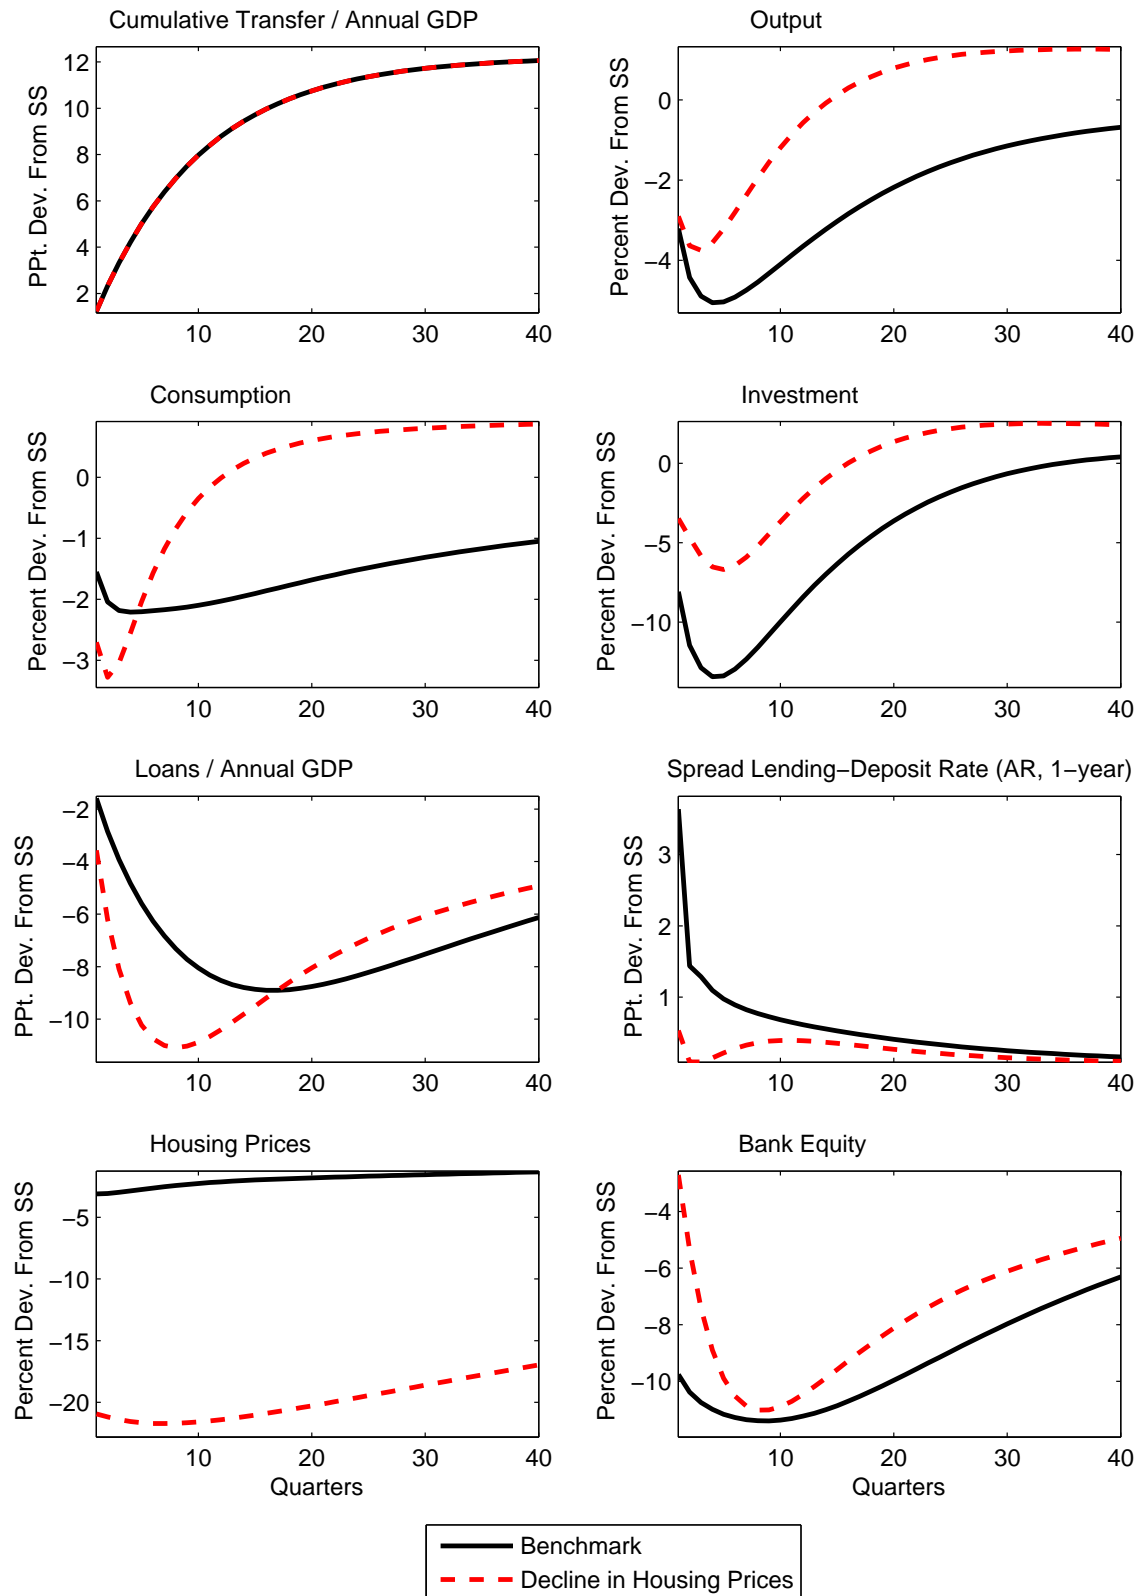 Cumulative Transfer / Annual GDP
PPt. Dev. From SS
12
10
8
6
4
2
10 20 30 40
Output
Percent Dev. From SS
0
−2
−4
10 20 30 40
Consumption
Percent Dev. From SS
0
−1
−2
−3
10 20 30 40
Investment
Percent Dev. From SS
0
−5
−10
10 20 30 40
Loans / Annual GDP
PPt. Dev. From SS
−2
−4
−6
−8
−10
10 20 30 40
Spread Lending−Deposit Rate (AR, 1−year)
PPt. Dev. From SS
3
2
1
10 20 30 40
Housing Prices
Percent Dev. From SS
−5
−10
−15
−20
10 20 30 40
Quarters
Bank Equity
Percent Dev. From SS
−4
−6
−8
−10
10 20 30 40
Quarters
Benchmark
Decline in Housing Prices